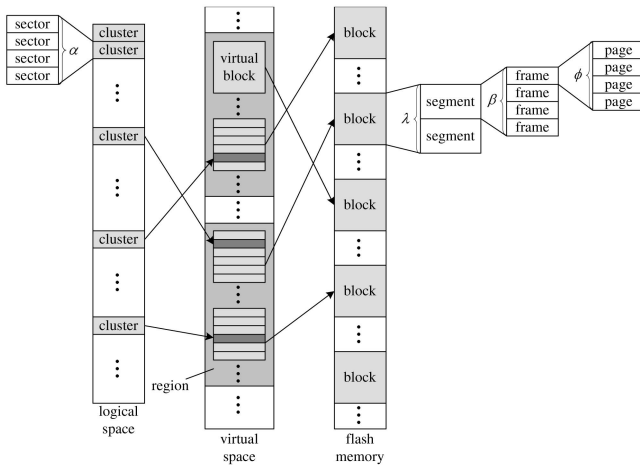 sector
sector
sector
sector
α
cluster
cluster
cluster
cluster
cluster
logical
space
virtual
block
region
virtual
space
block
block
block
block
block
flash
memory
λ
segment
segment
β
frame
frame
frame
frame
ϕ
page
page
page
page